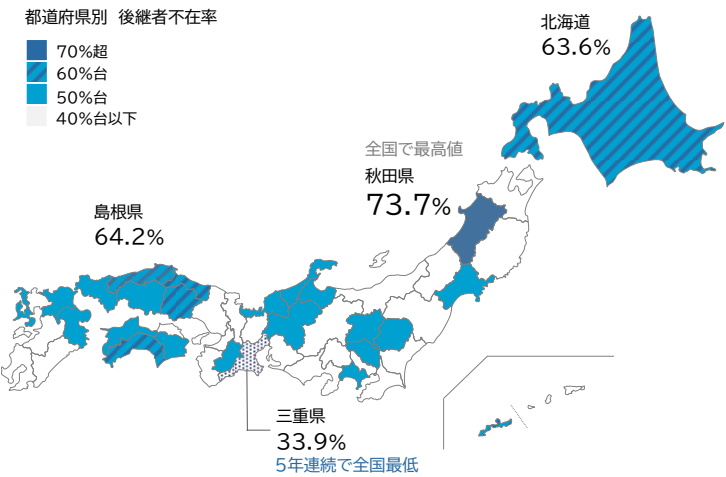 都道府県別 後継者不在率
70%超
60%台
50%台
40%台以下
北海道
63.6%
全国で最高値
秋田県
73.7%
島根県
64.2%
三重県
33.9%
5年連続で全国最低